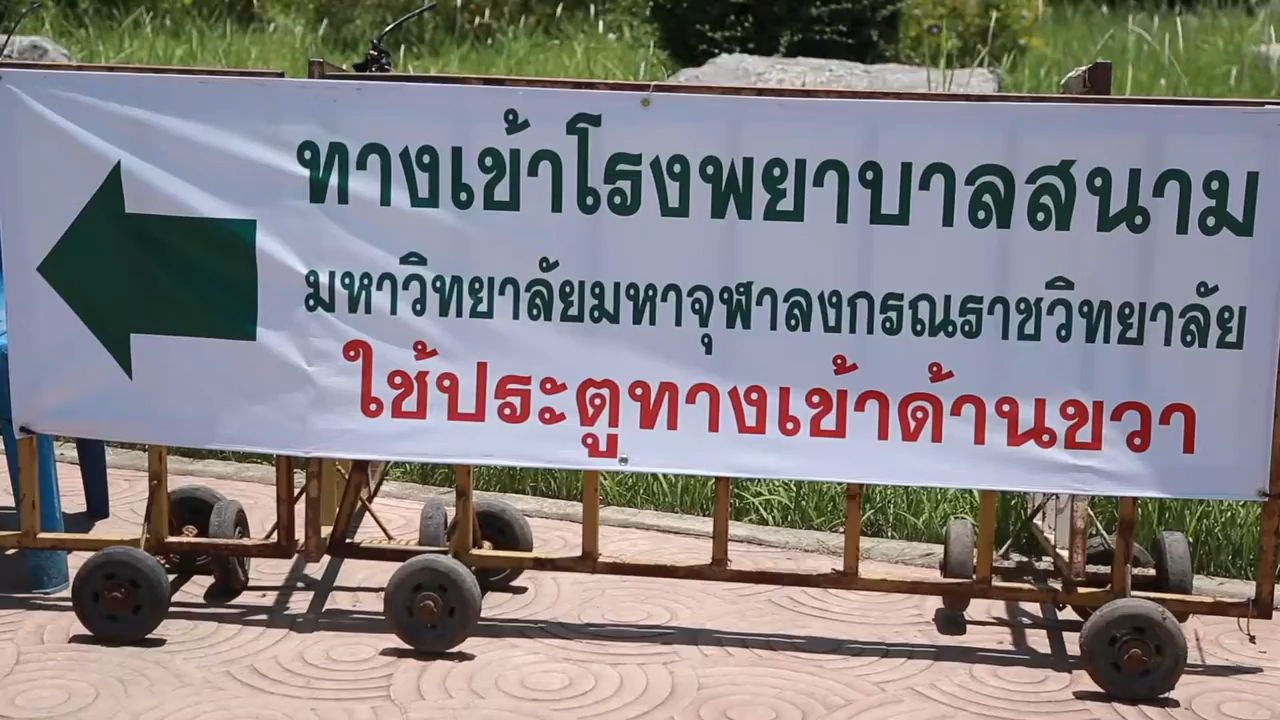 ทางเข้าโรงพยาบาลสนาม
มหาวิทยาลัยมหาจุฬาลงกรณราชวิทยาลัย
ใช้ประตูทางเข้าด้านขวา